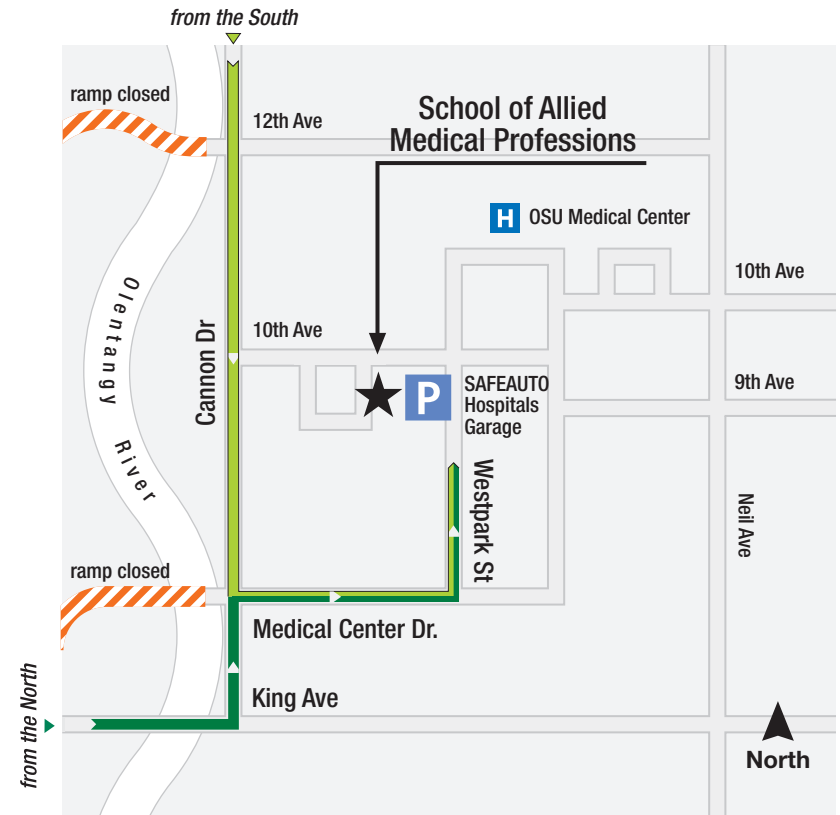 from the South
ramp closed
12th Ave
School of Allied
Medical Professions
H OSU Medical Center
10th Ave
Olentangy River
Cannon Dr
10th Ave
9th Ave
P
SAFEAUTO
Hospitals
Garage
Westpark St
Neil Ave
ramp closed
Medical Center Dr.
King Ave
from the North
North